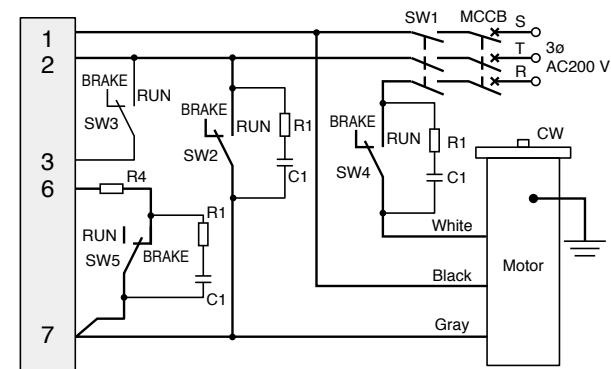 SW1
MCCB
S
1
T
3ø
2
R
AC200 V
BRAKE
RUN
SW3
BRAKE
RUN
R1
SW2
C1
BRAKE
RUN
R1
SW4
C1
CW
3
6
R4
R1
RUN
BRAKE
SW5
C1
White
Black
Motor
Gray
7